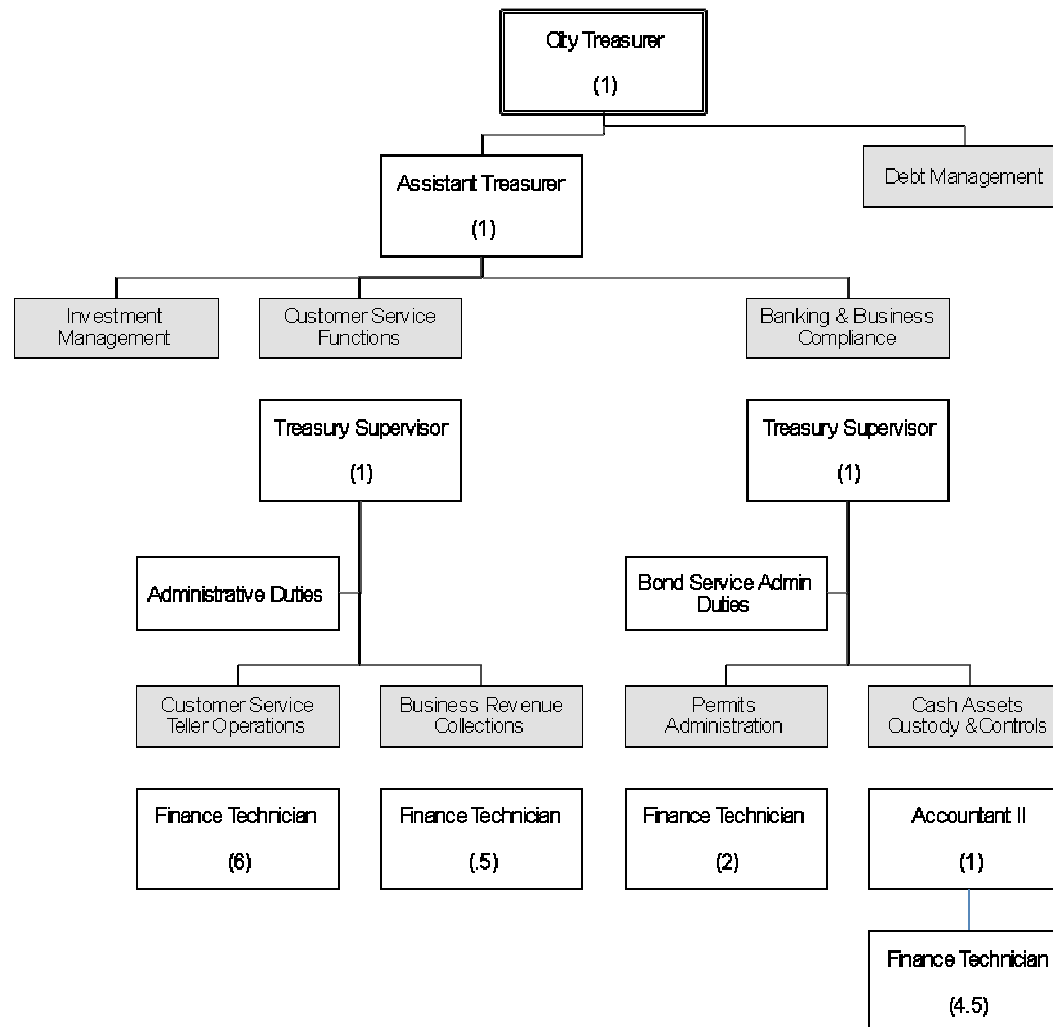 City Treasurer
(1)
Debt Management
Assistant Treasurer
(1)
Investment
Management
Customer Service
Functions
Banking & Business
Compliance
Treasury Supervisor
(1)
Treasury Supervisor
(1)
Administrative Duties
Bond Service Admin
Duties
Customer Service
Teller Operations
Business Revenue
Collections
Permits
Administration
Cash Assets
Custody & Controls
Finance Technician
(6)
Finance Technician
(.5)
Finance Technician
(2)
Accountant II
(1)
Finance Technician
(4.5)